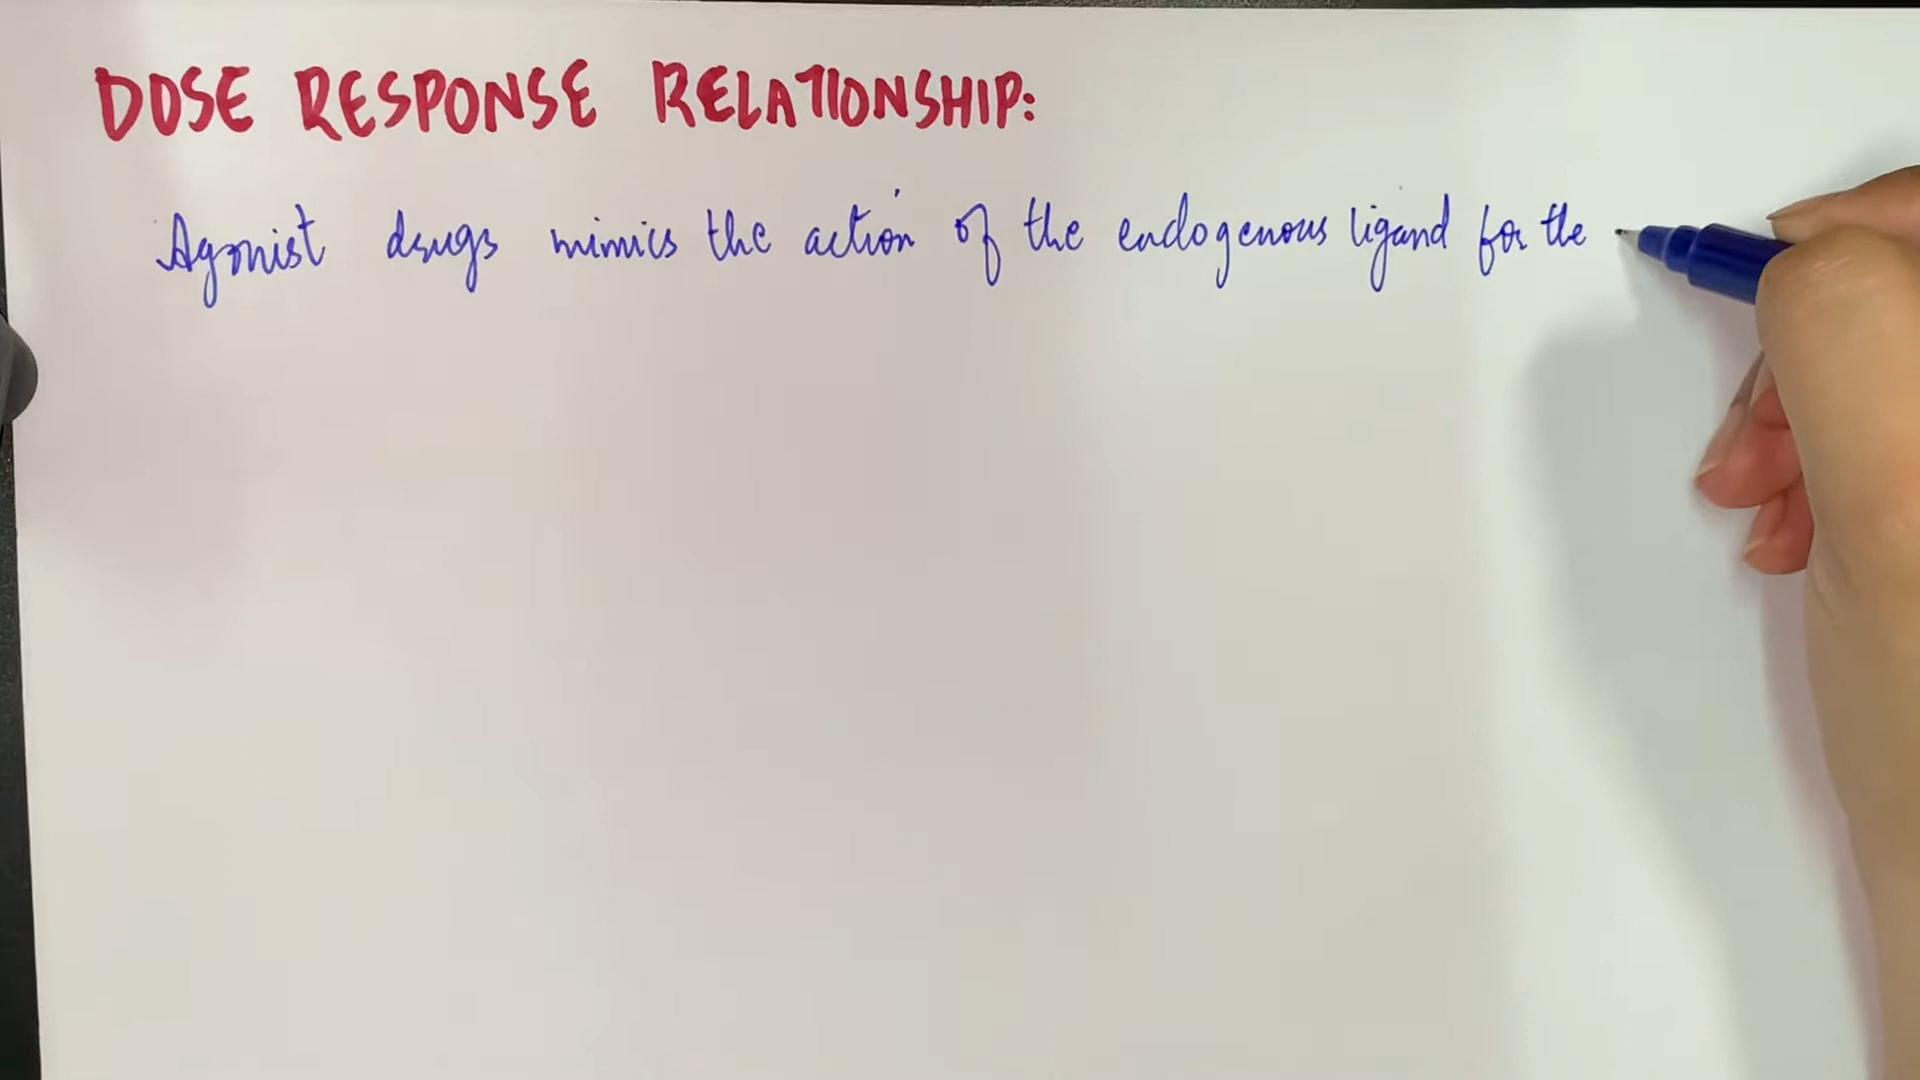 DOSE RESPONSE RELATIONSHIP:
Agonist drugs mimics the action of the endogenous ligand for the